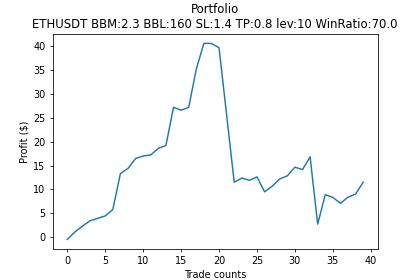 Portfolio
ETHUSDT BBM:2.3 BBL:160 SL:1.4 TP:0.8 lev:10 WinRatio:70.0
40
35
30
25
20
15
10
5
0
Profit ($)
0 5 10 15 20 25 30 35 40
Trade counts